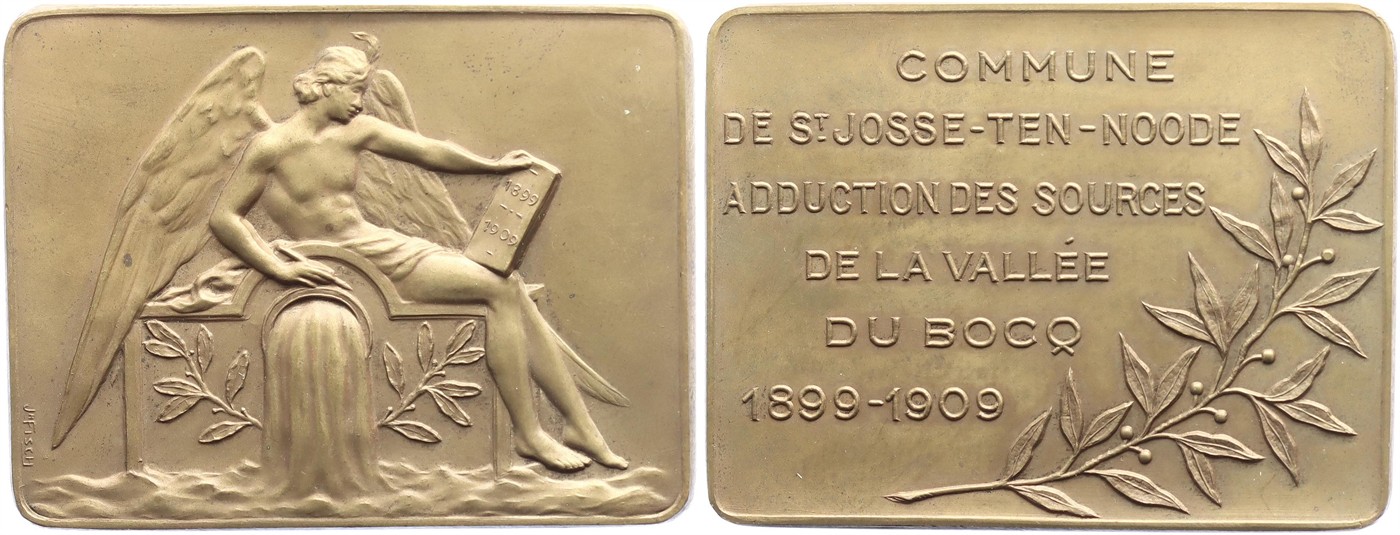 1899
1909
COMMUNE
DE ST JOSSE-TEN-NOODE
ADDUCTION DES SOURCES
DE LA VALLÉE
DU BOCQ
1899-1909